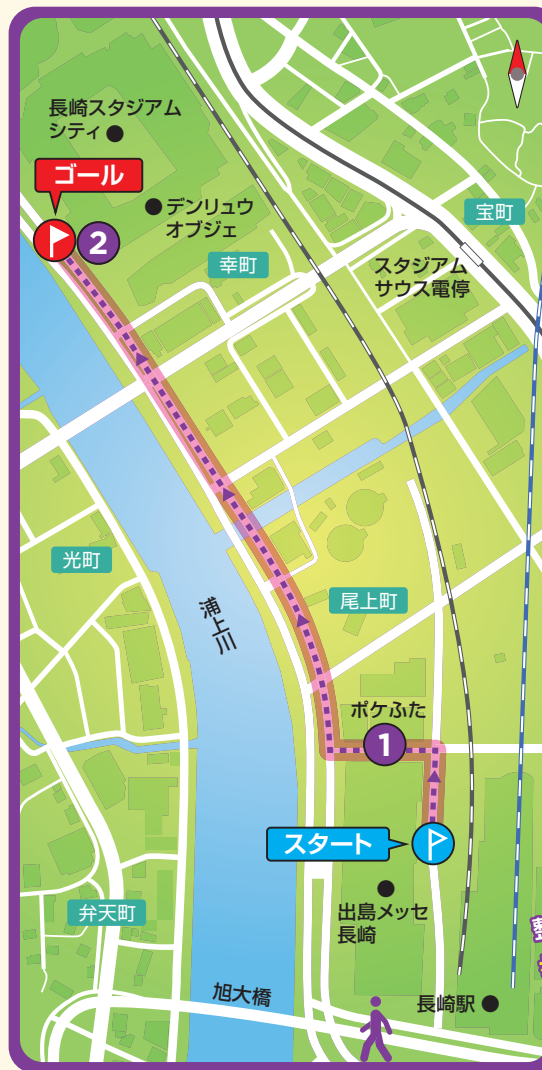 長崎スタジアム
シティ
ゴール
2
デンリュウ
オブジェ
宝町
幸町
スタジアム
サウス電停
光町
浦上川
尾上町
ポケふた
1
スタート
出島メッセ
長崎
弁天町
旭大橋
長崎駅